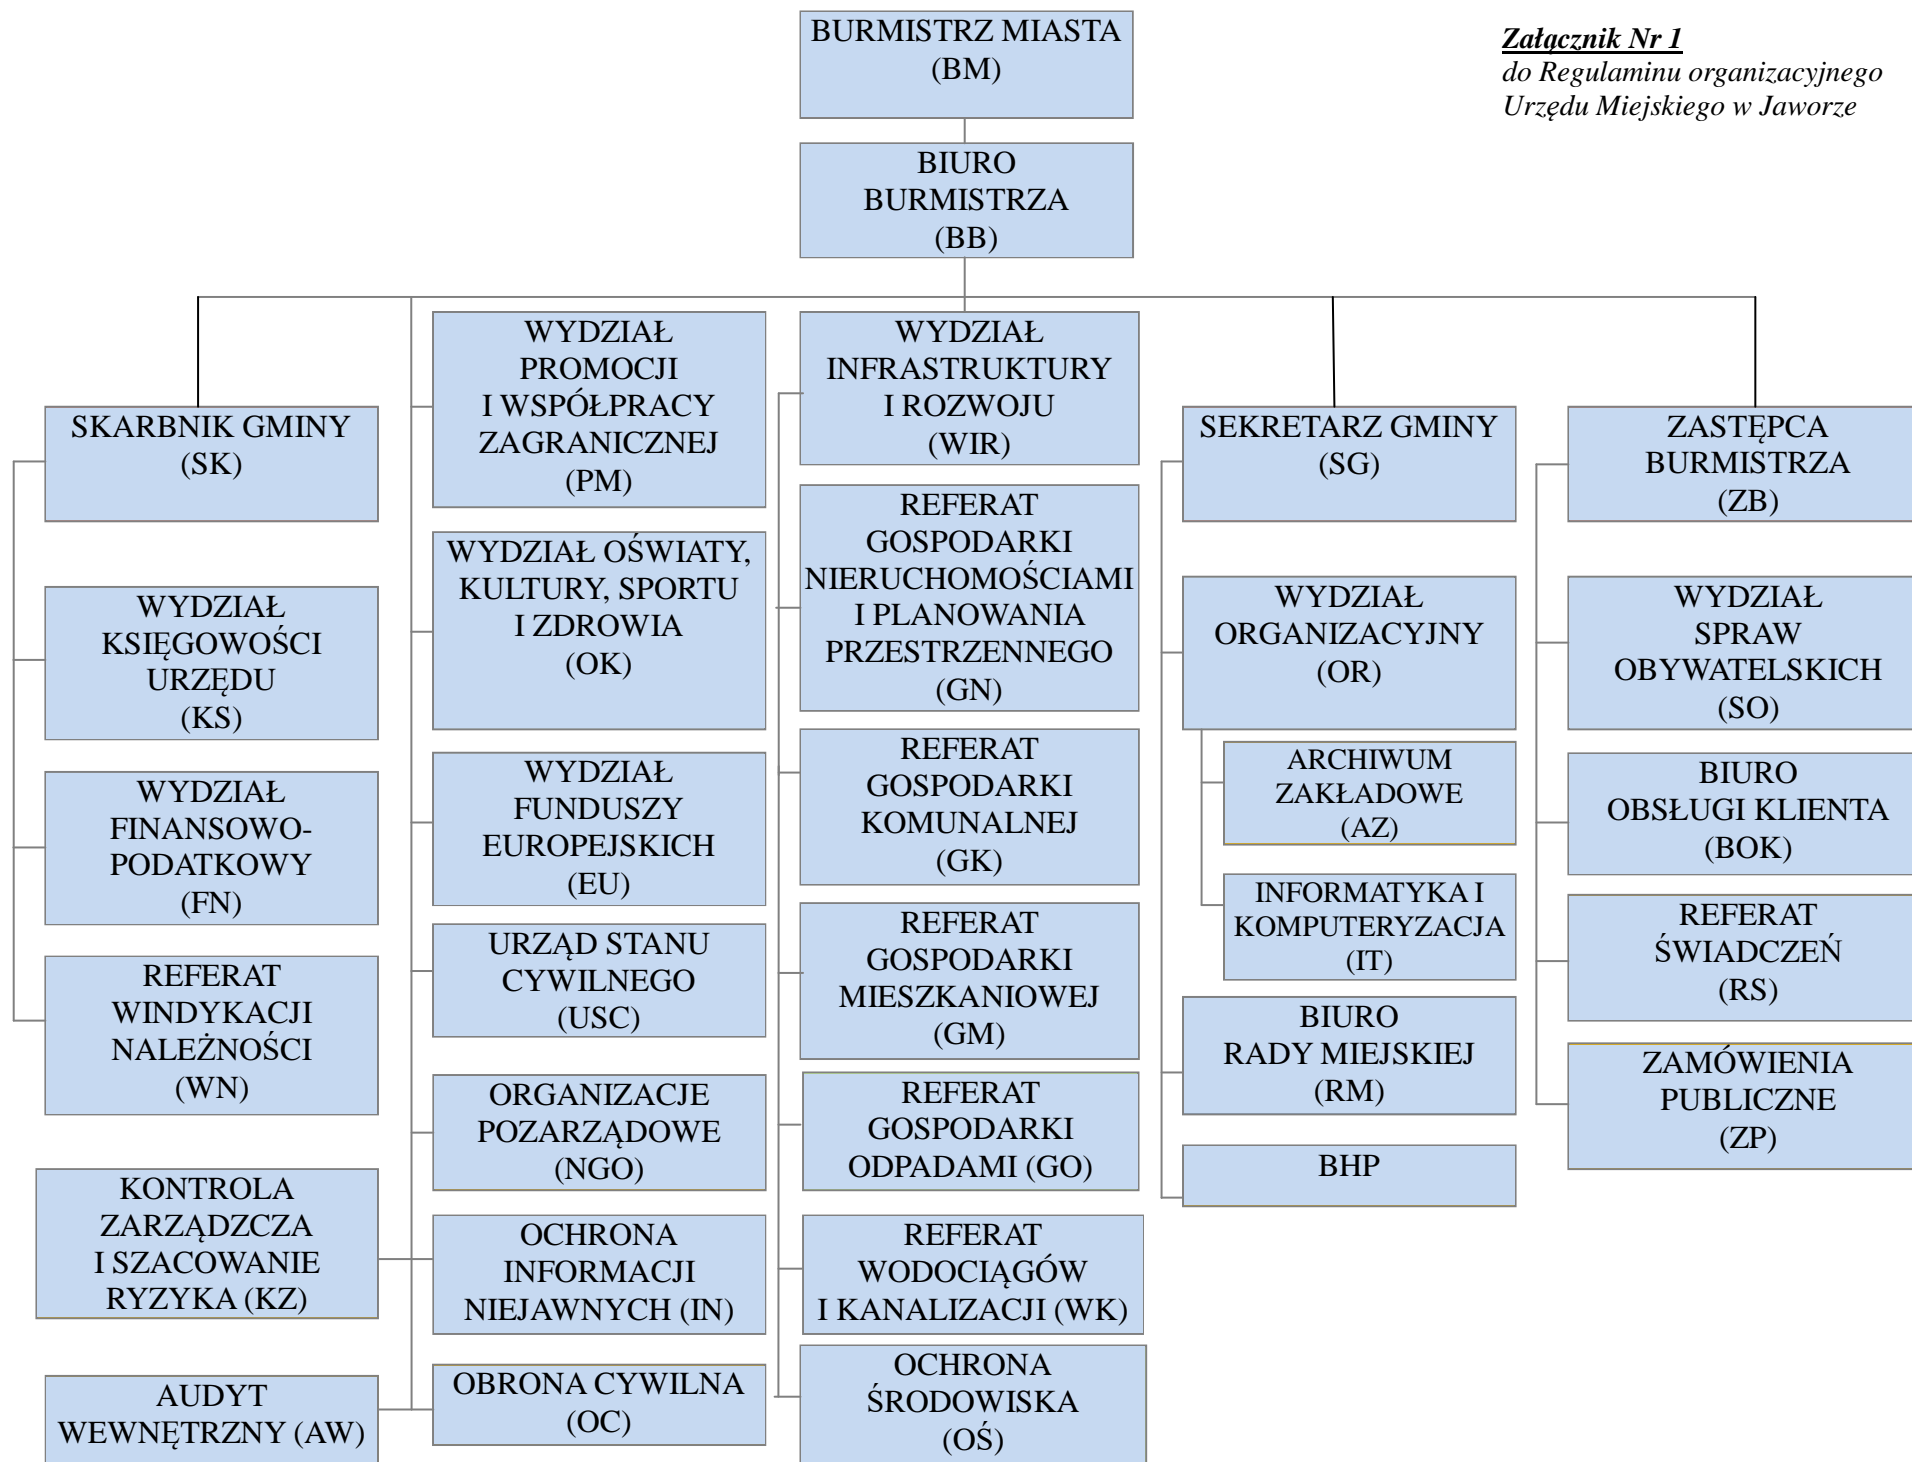 BURMISTRZ MIASTA
(BM)
Załącznik Nr 1
do Regulaminu organizacyjnego
Urzędu Miejskiego w Jaworze
BIURO
BURMISTRZA
(BB)
SKARBNIK GMINY
(SK)
WYDZIAŁ
KSIĘGOWOŚCI
URZĘDU
(KS)
WYDZIAŁ
FINANSOWO-
PODATKOWY
(FN)
REFERAT
WINDYKACJI
NALEŻNOŚCI
(WN)
KONTROLA
ZARZĄDZCZA
I SZACOWANIE
RYZYKA (KZ)
AUDYT
WEWNĘTRZNY (AW)
WYDZIAŁ
PROMOCJI
I WSPÓŁPRACY
ZAGRANICZNEJ
(PM)
WYDZIAŁ OŚWIATY,
KULTURY, SPORTU
I ZDROWIA
(OK)
WYDZIAŁ
FUNDUSZY
EUROPEJSKICH
(EU)
URZĄD STANU
CYWILNEGO
(USC)
ORGANIZACJE
POZARZĄDOWE
(NGO)
OCHRONA
INFORMACJI
NIEJAWNYCH (IN)
OBRONA CYWILNA
(OC)
WYDZIAŁ
INFRASTRUKTURY
I ROZWOJU
(WIR)
REFERAT
GOSPODARKI
NIERUCHOMOŚCIAMI
I PLANOWANIA
PRZESTRZENNEGO
(GN)
REFERAT
GOSPODARKI
KOMUNALNEJ
(GK)
REFERAT
GOSPODARKI
MIESZKANIOWEJ
(GM)
REFERAT
GOSPODARKI
ODPADAMI (GO)
REFERAT
WODOCIĄGÓW
I KANALIZACJI (WK)
OCHRONA
ŚRODOWISKA
(OŚ)
SEKRETARZ GMINY
(SG)
WYDZIAŁ
ORGANIZACYJNY
(OR)
ARCHIWUM
ZAKŁADOWE
(AZ)
INFORMATYKA I
KOMPUTERYZACJA
(IT)
BIURO
RADY MIEJSKIEJ
(RM)
BHP
ZASTĘPCA
BURMISTRZA
(ZB)
WYDZIAŁ
SPRAW
OBYWATELSKICH
(SO)
BIURO
OBSŁUGI KLIENTA
(BOK)
REFERAT
ŚWIADCZEŃ
(RS)
ZAMÓWIENIA
PUBLICZNE
(ZP)